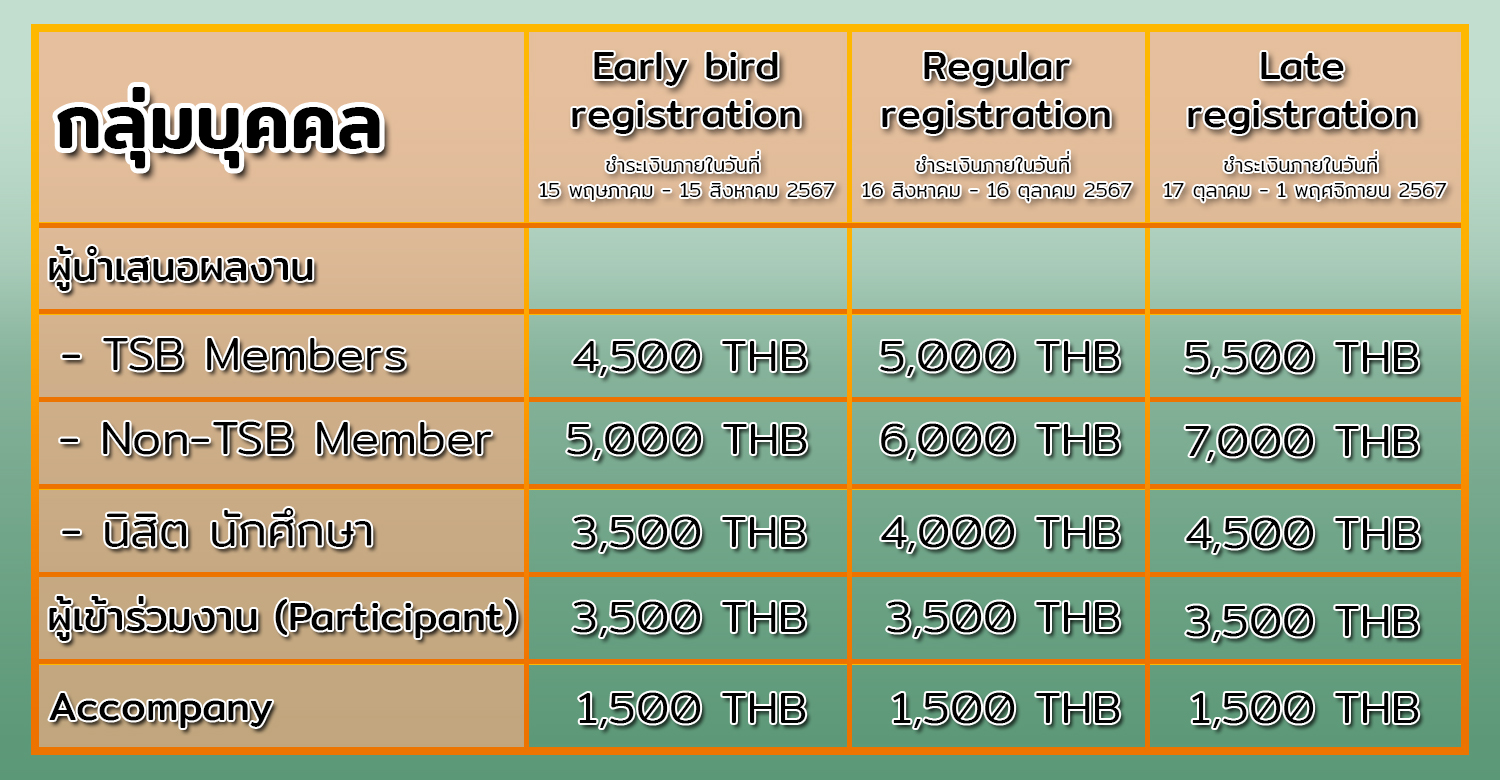 กลุ่มบุคคล
Early bird
registration
ชำระเงินภายในวันที่
15 พฤษภาคม - 15 สิงหาคม 2567
Regular
registration
ชำระเงินภายในวันที่
16 สิงหาคม - 16 ตุลาคม 2567
Late
registration
ชำระเงินภายในวันที่
17 ตุลาคม - 1 พฤศจิกายน 2567
ผู้นำเสนอผลงาน
- TSB Members 4,500 THB 5,000 THB 5,500 THB
- Non-TSB Member 5,000 THB 6,000 THB 7,000 THB
- นิสิต นักศึกษา 3,500 THB 4,000 THB 4,500 THB
ผู้เข้าร่วมงาน (Participant) 3,500 THB 3,500 THB 3,500 THB
Accompany 1,500 THB 1,500 THB 1,500 THB